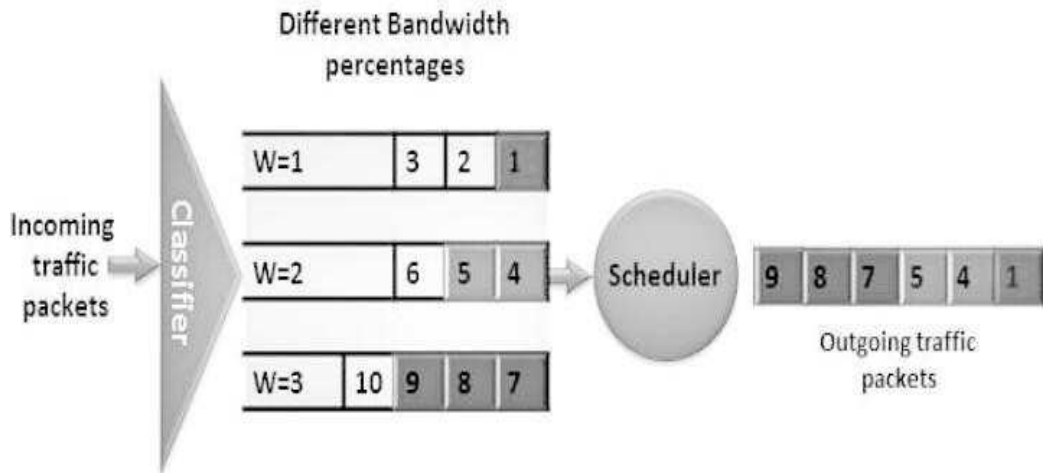 Different Bandwidth
percentages
W=1 3 2 1
Incoming
traffic
packets
Classifier
W=2 6 5 4
Scheduler
9 8 7 5 4 1
W=3 10 9 8 7
Outgoing traffic
packets